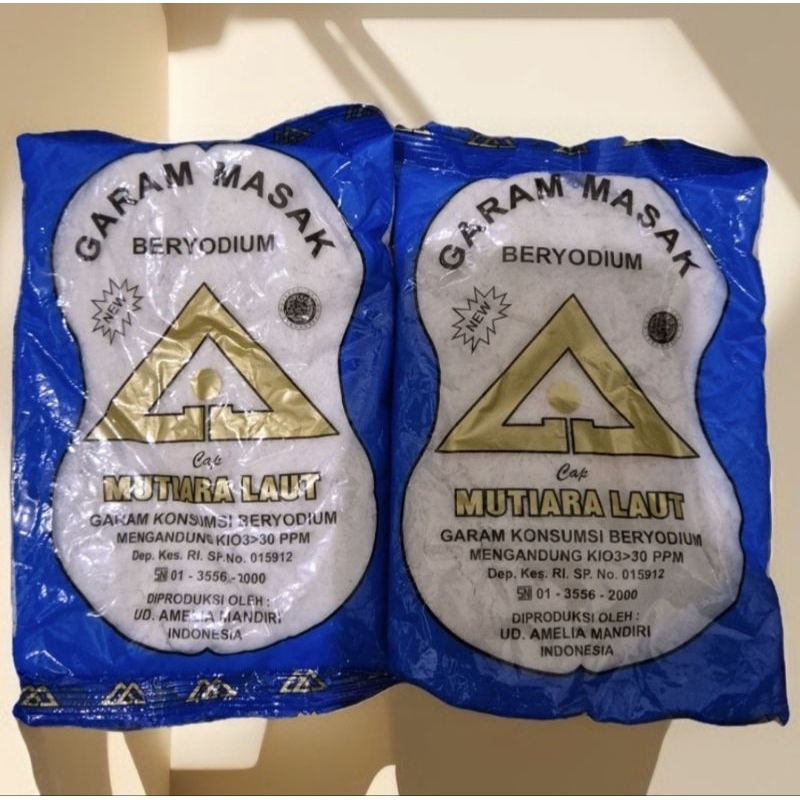 GARAM MASAK
BERYODIUM
NEW
Cap
MUTIARA LAUT
GARAM KONSUMSI BERYODIUM
MENGANDUNG KIO3>30 PPM
Dep. Kes. RI. SP.No. 015912
SNI 01 - 3556 - 2000
DIPRODUKSI OLEH :
UD. AMELIA MANDIRI
INDONESIA
GARAM MASAK
BERYODIUM
NEW
Cap
MUTIARA LAUT
GARAM KONSUMSI BERYODIUM
MENGANDUNG KIO3>30 PPM
Dep. Kes. RI. SP. No. 015912
SNI 01 - 3556 - 2000
DIPRODUKSI OLEH :
UD. AMELIA MANDIRI
INDONESIA